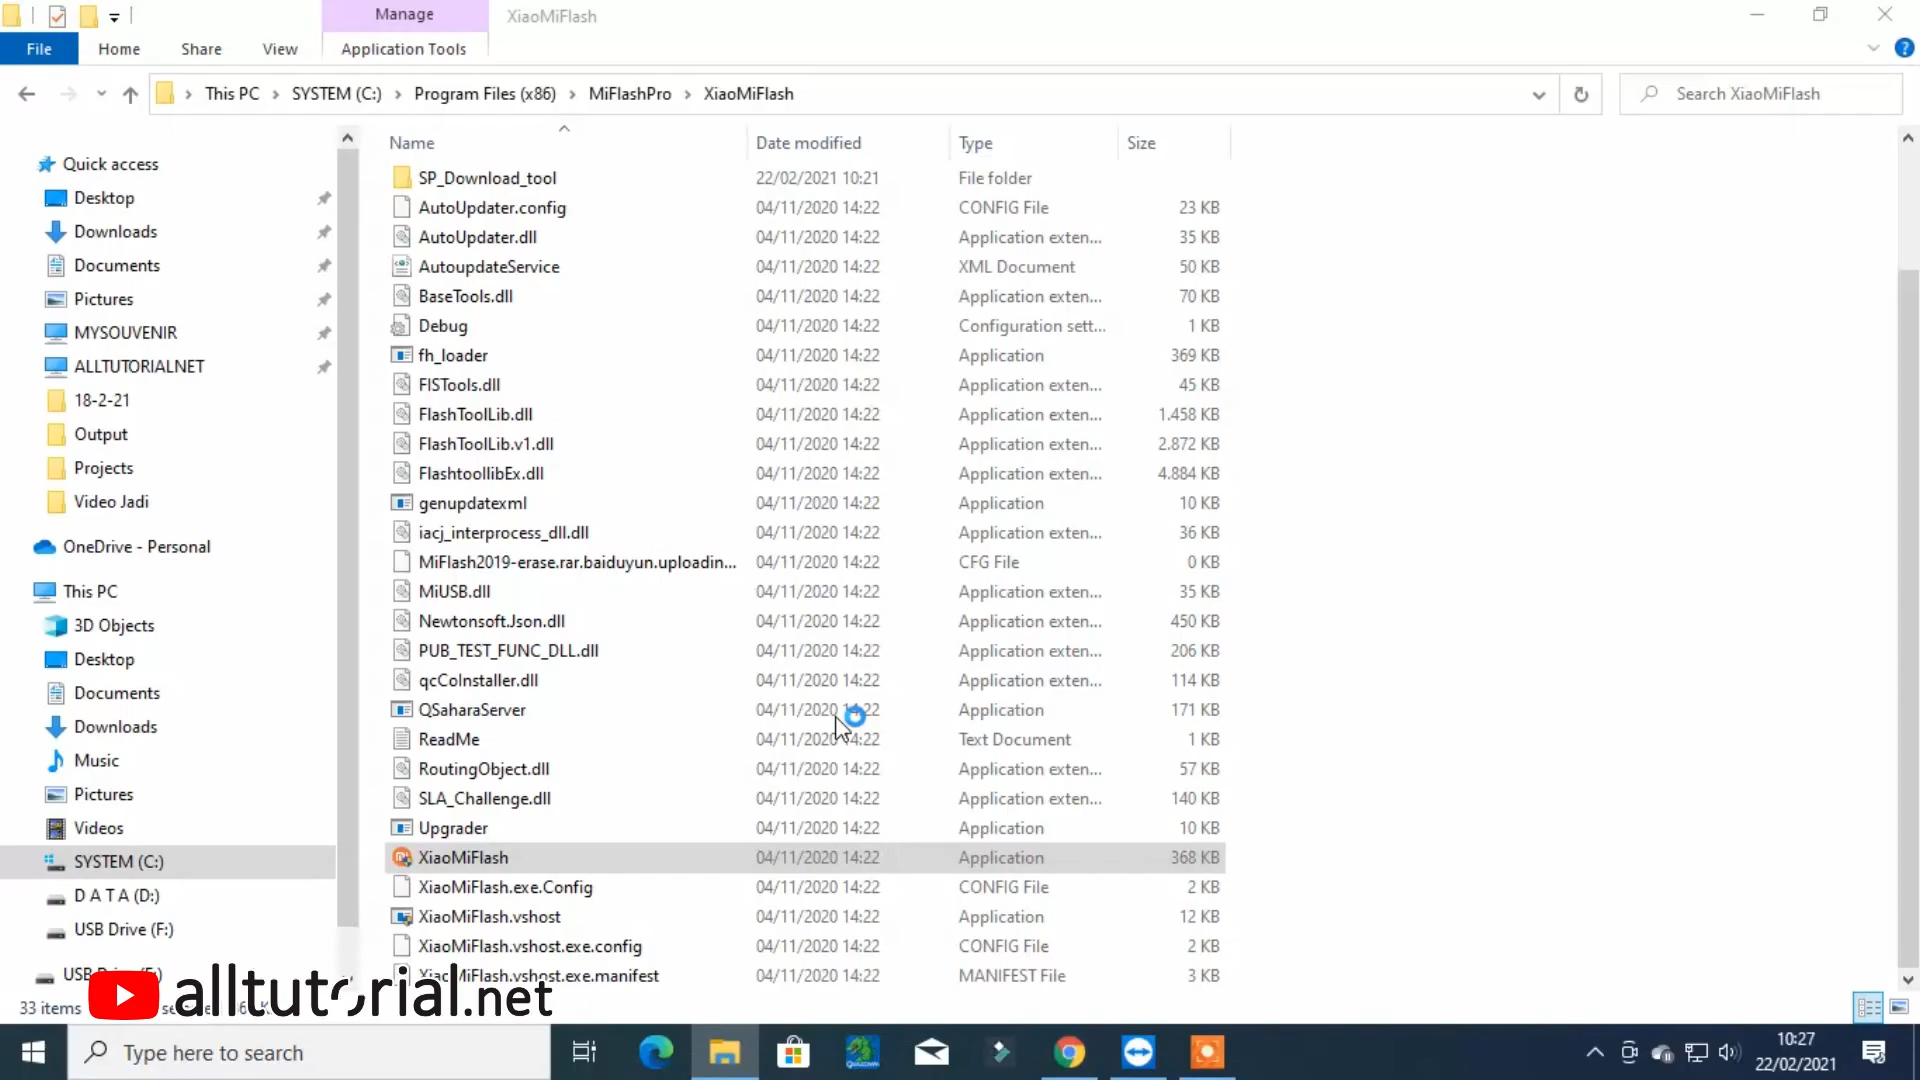 Manage
XiaoMiFlash
File Home Share View Application Tools
This PC SYSTEM (C:) Program Files (x86) MiFlashPro XiaoMiFlash
Search XiaoMiFlash
Quick access
Desktop
Downloads
Documents
Pictures
MYSOUVENIR
ALLTUTORIALNET
18-2-21
Output
Projects
Video Jadi
OneDrive - Personal
This PC
3D Objects
Desktop
Documents
Downloads
Music
Pictures
Videos
SYSTEM (C:)
D A T A (D:)
USB Drive (F:)
Name Date modified Type Size
SP_Download_tool 22/02/2021 10:21 File folder
AutoUpdater.config 04/11/2020 14:22 CONFIG File 23 KB
AutoUpdater.dll 04/11/2020 14:22 Application exten... 35 KB
AutoupdateService 04/11/2020 14:22 XML Document 50 KB
BaseTools.dll 04/11/2020 14:22 Application exten... 70 KB
Debug 04/11/2020 14:22 Configuration sett... 1 KB
fh_loader 04/11/2020 14:22 Application 369 KB
FISTools.dll 04/11/2020 14:22 Application exten... 45 KB
FlashToolLib.dll 04/11/2020 14:22 Application exten... 1.458 KB
FlashToolLib.v1.dll 04/11/2020 14:22 Application exten... 2.872 KB
FlashtoollibEx.dll 04/11/2020 14:22 Application exten... 4.884 KB
genupdatexml 04/11/2020 14:22 Application 10 KB
iacj_interprocess_dll.dll 04/11/2020 14:22 Application exten... 36 KB
MiFlash2019-erase.rar.baiduyun.uploadin... 04/11/2020 14:22 CFG File 0 KB
MiUSB.dll 04/11/2020 14:22 Application exten... 35 KB
Newtonsoft.Json.dll 04/11/2020 14:22 Application exten... 450 KB
PUB_TEST_FUNC_DLL.dll 04/11/2020 14:22 Application exten... 206 KB
qcCoInstaller.dll 04/11/2020 14:22 Application exten... 114 KB
QSaharaServer 04/11/2020 Application 171 KB
ReadMe 04/11/2020 Text Document 1 KB
RoutingObject.dll 04/11/2020 14:22 Application exten... 57 KB
SLA_Challenge.dll 04/11/2020 14:22 Application exten... 140 KB
Upgrader 04/11/2020 14:22 Application 10 KB
XiaoMiFlash 04/11/2020 14:22 Application 368 KB
XiaoMiFlash.exe.Config 04/11/2020 14:22 CONFIG File 2 KB
XiaoMiFlash.vshost 04/11/2020 14:22 Application 12 KB
XiaoMiFlash.vshost.exe.config 04/11/2020 14:22 CONFIG File 2 KB
XiaoMiFlash.vshost.exe.manifest 04/11/2020 14:22 MANIFEST File 3 KB
33 items
alltutorial.net
Type here to search
QUALCOMM
10:27
22/02/2021